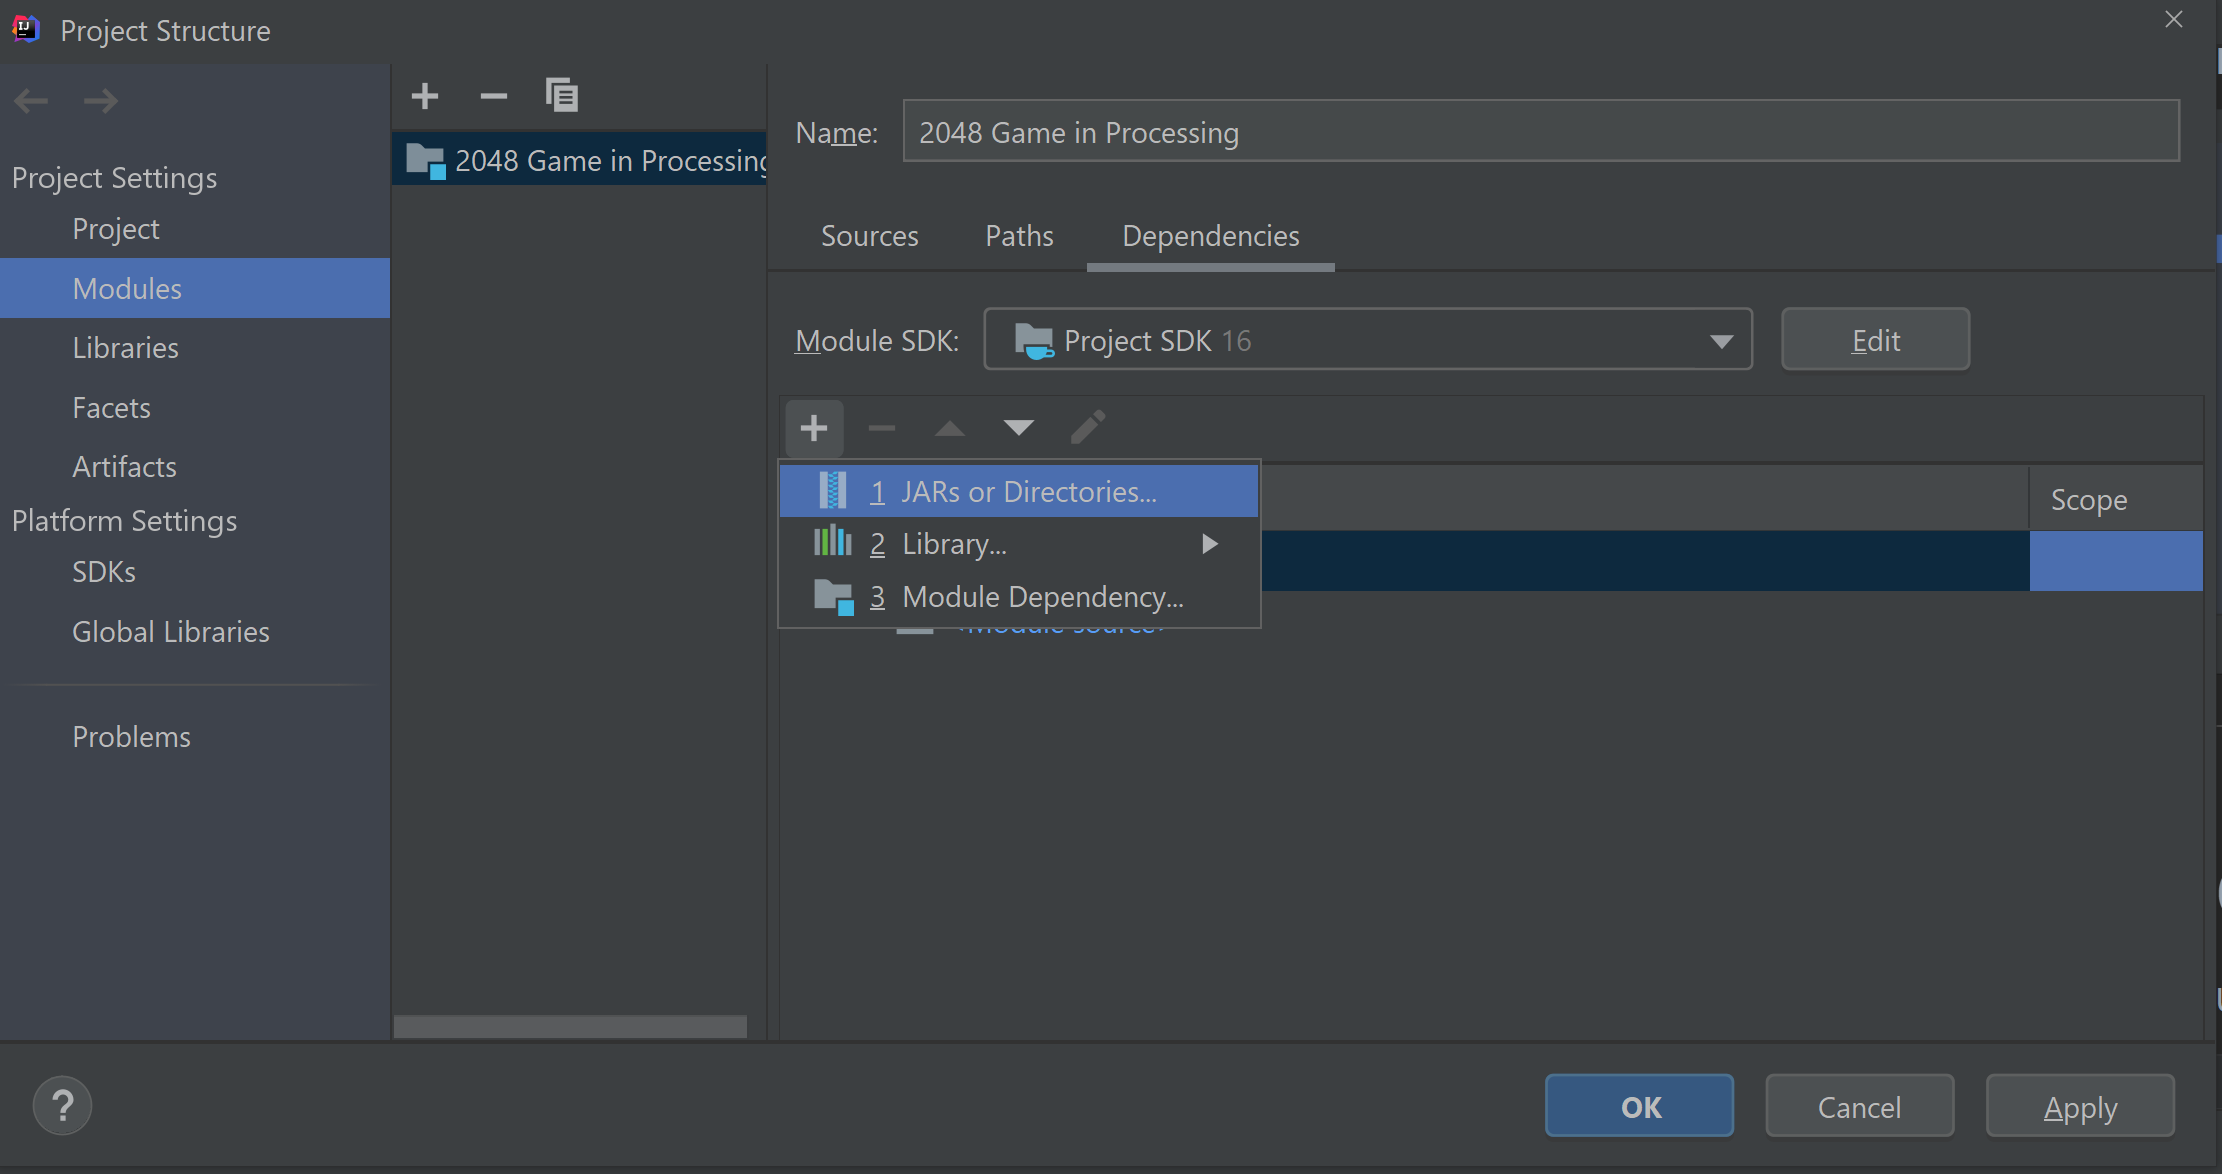 Project Structure
Project Settings
Project
Modules
Libraries
Facets
Artifacts
Platform Settings
SDKs
Global Libraries
Problems
2048 Game in Processing
Name: 2048 Game in Processing
Sources Paths Dependencies
Module SDK: Project SDK 16 Edit
Scope
1 JARs or Directories...
2 Library...
3 Module Dependency...
<Module source>
? OK Cancel Apply